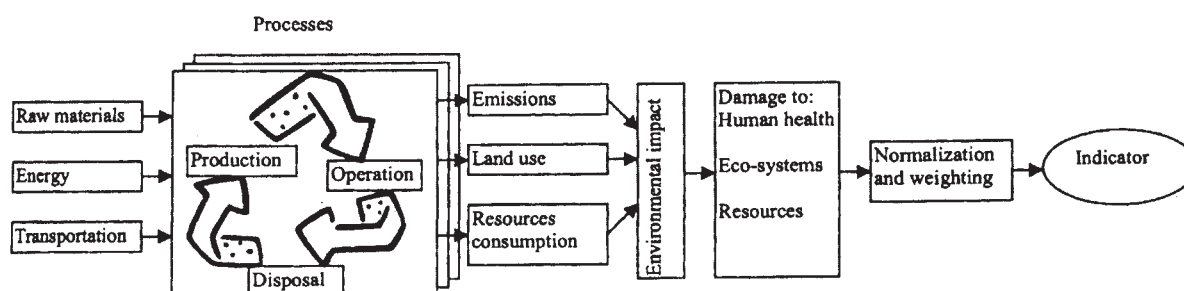 Processes
Raw materials
Energy
Transportation
Production
Operation
Disposal
Emissions
Land use
Resources
consumption
Environmental impact
Damage to:
Human health
Eco-systems
Resources
Normalization
and weighting
Indicator